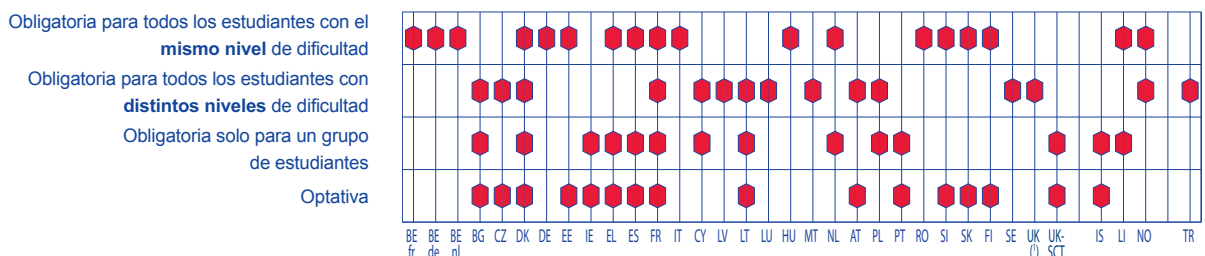 Obligatoria para todos los estudiantes con el
mismo nivel de dificultad
Obligatoria para todos los estudiantes con
distintos niveles de dificultad
Obligatoria solo para un grupo
de estudiantes
Optativa
BE fr BE de BE nl BG CZ DK DE EE IE EL ES FR IT CY LV LT LU HU MT NL AT PL PT RO SI SK FI SE UK (¹) UK-SCT IS LI NO TR